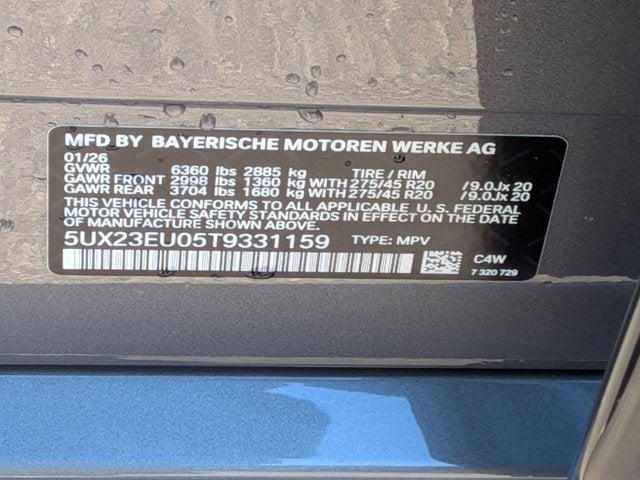 MFD BY BAYERISCHE MOTOREN WERKE AG
01/26
GVWR 6360 lbs 2885 kg TIRE / RIM
GAWR FRONT 2998 lbs 1360 kg WITH 275/45 R20 /9.0Jx 20
GAWR REAR 3704 lbs 1680 kg WITH 275/45 R20 /9.0Jx 20
THIS VEHICLE CONFORMS TO ALL APPLICABLE U. S. FEDERAL
MOTOR VEHICLE SAFETY STANDARDS IN EFFECT ON THE DATE
OF MANUFACTURE SHOWN ABOVE.
5UX23EU05T9331159 TYPE: MPV
C4W
7 320 729